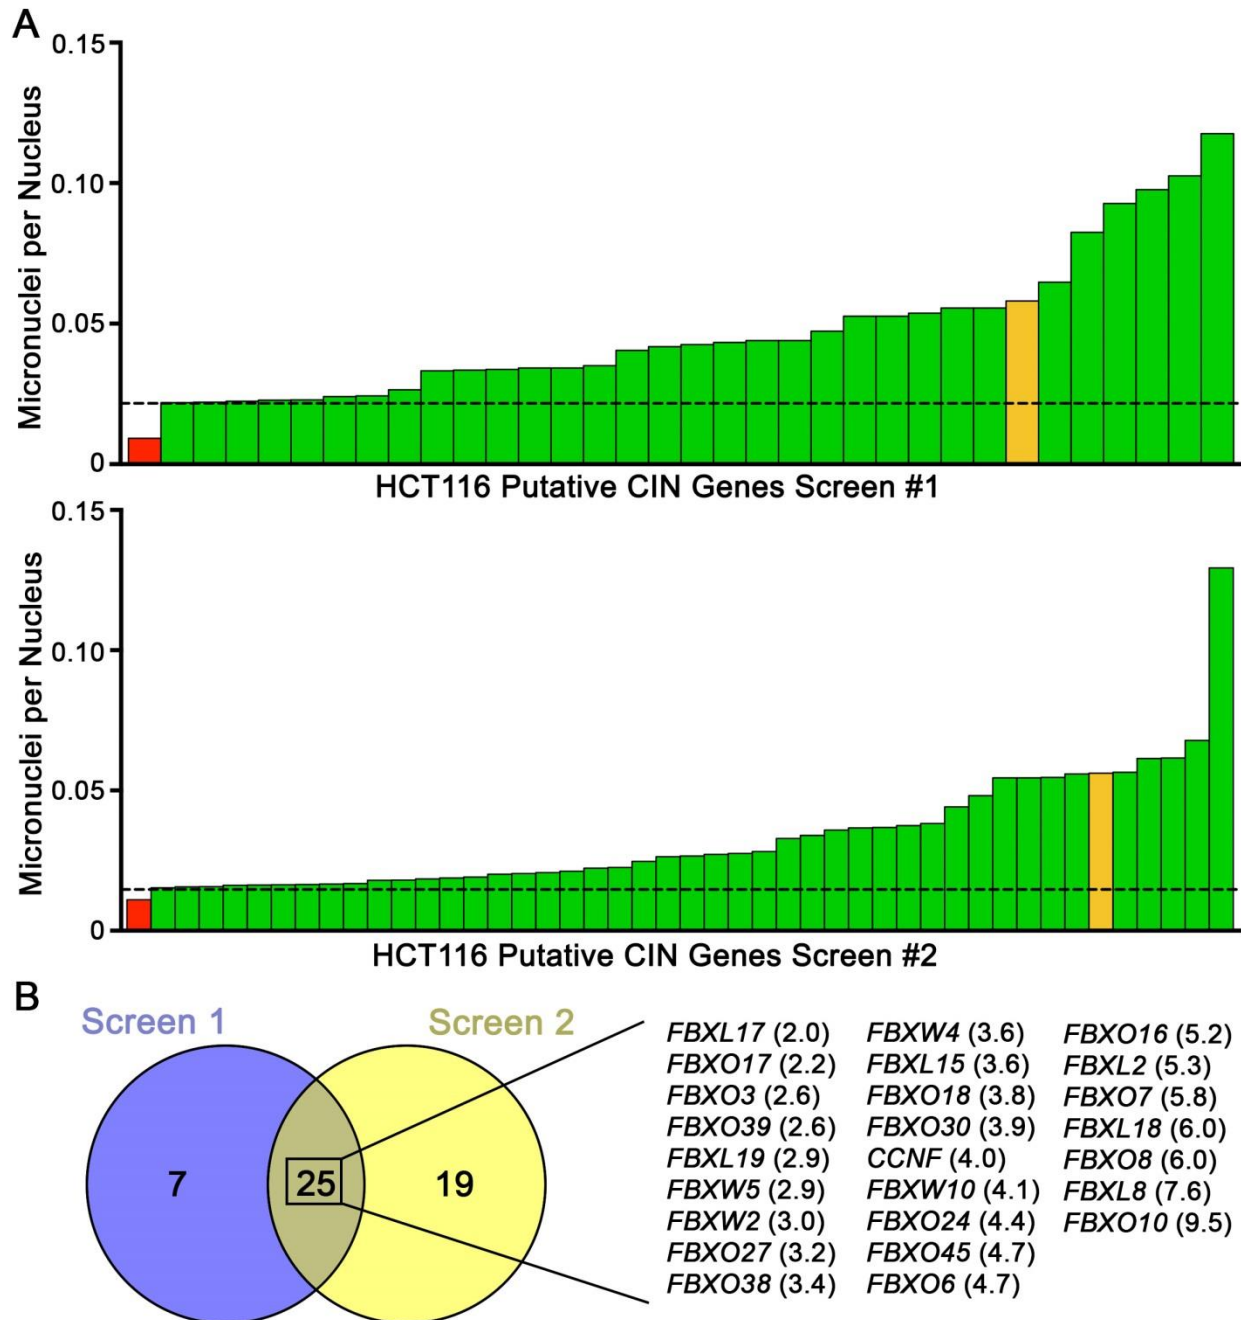 A
0.15
0.10
0.05
0
Micronuclei per Nucleus
HCT116 Putative CIN Genes Screen #1
0.15
0.10
0.05
0
Micronuclei per Nucleus
HCT116 Putative CIN Genes Screen #2
B
Screen 1
Screen 2
7
25
19
FBXL17 (2.0)
FBXO17 (2.2)
FBXO3 (2.6)
FBXO39 (2.6)
FBXL19 (2.9)
FBXW5 (2.9)
FBXW2 (3.0)
FBXO27 (3.2)
FBXO38 (3.4)
FBXW4 (3.6)
FBXL15 (3.6)
FBXO18 (3.8)
FBXO30 (3.9)
CCNF (4.0)
FBXW10 (4.1)
FBXO24 (4.4)
FBXO45 (4.7)
FBXO6 (4.7)
FBXO16 (5.2)
FBXL2 (5.3)
FBXO7 (5.8)
FBXL18 (6.0)
FBXO8 (6.0)
FBXL8 (7.6)
FBXO10 (9.5)